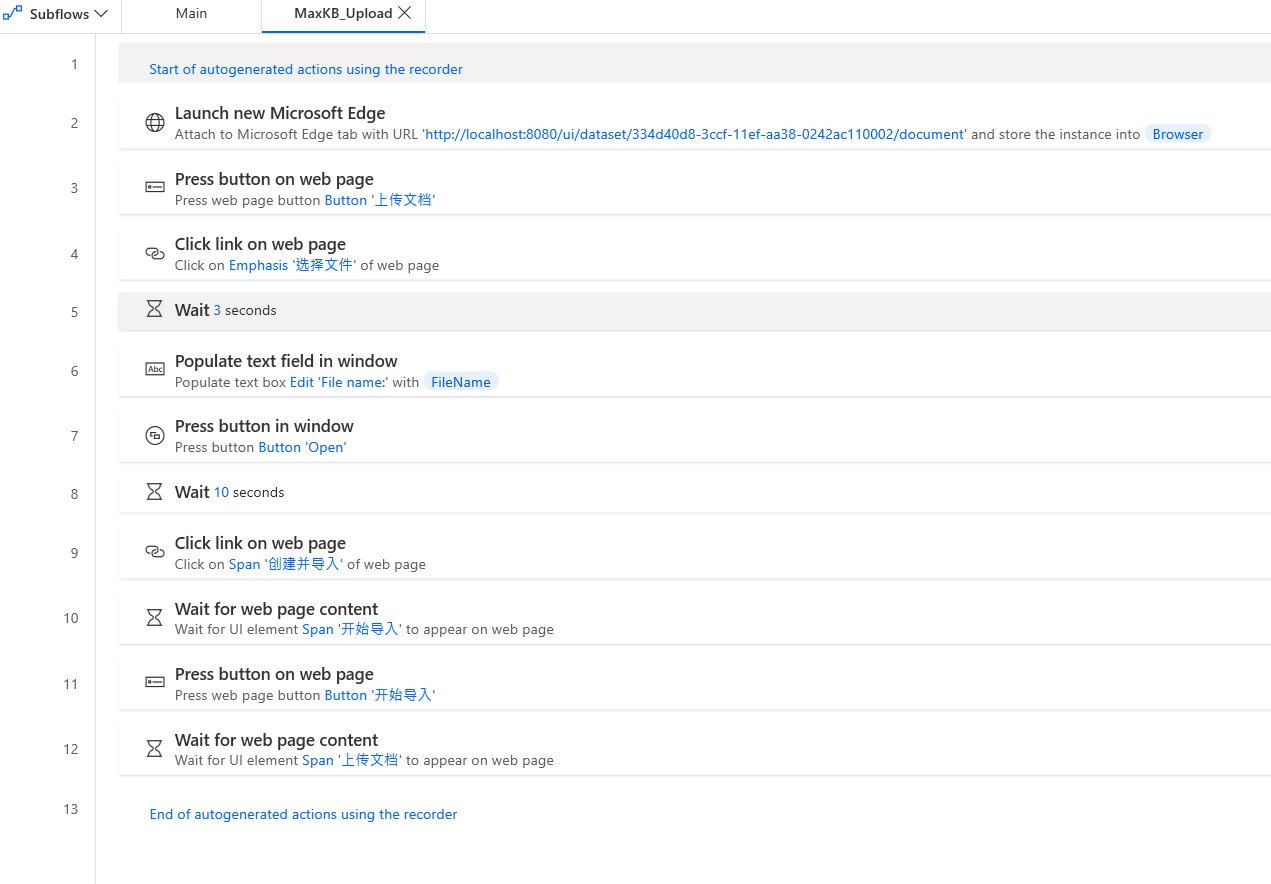 Subflows
Main
MaxKB_Upload
1
Start of autogenerated actions using the recorder
2
Launch new Microsoft Edge
Attach to Microsoft Edge tab with URL 'http://localhost:8080/ui/dataset/334d40d8-3ccf-11ef-aa38-0242ac110002/document' and store the instance into Browser
3
Press button on web page
Press web page button Button '上传文档'
4
Click link on web page
Click on Emphasis '选择文件' of web page
5
Wait 3 seconds
6
Abc
Populate text field in window
Populate text box Edit 'File name:' with FileName
7
Press button in window
Press button Button 'Open'
8
Wait 10 seconds
9
Click link on web page
Click on Span '创建并导入' of web page
10
Wait for web page content
Wait for UI element Span '开始导入' to appear on web page
11
Press button on web page
Press web page button Button '开始导入'
12
Wait for web page content
Wait for UI element Span '上传文档' to appear on web page
13
End of autogenerated actions using the recorder